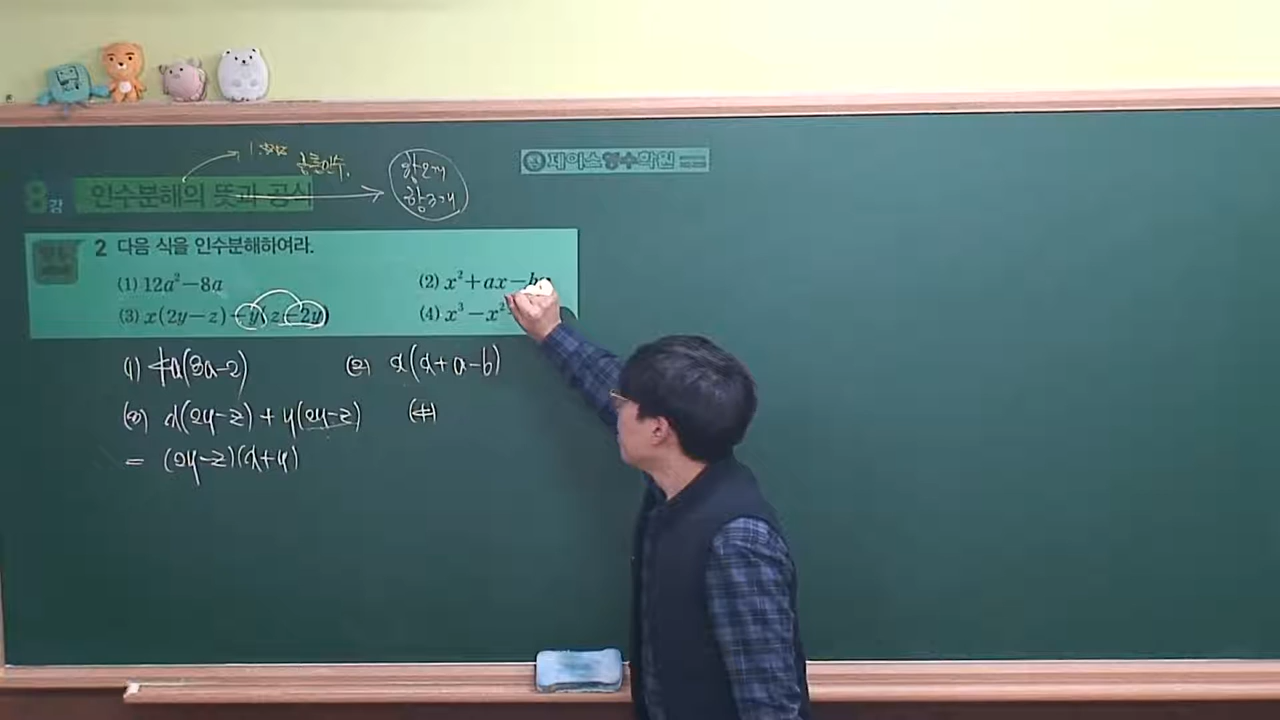 제이스영수학원
공통인수.
항2개
항3개
8강 인수분해의 뜻과 공식
2 다음 식을 인수분해하여라.
(1) 12a²-8a (2) x²+ax-b
(3) x(2y-z)-y(z-2y) (4) x³-x²
(1) 4a(3a-2) (2) x(x+a-b)
(3) x(2y-z)+y(2y-z) (4)
= (2y-z)(x+y)